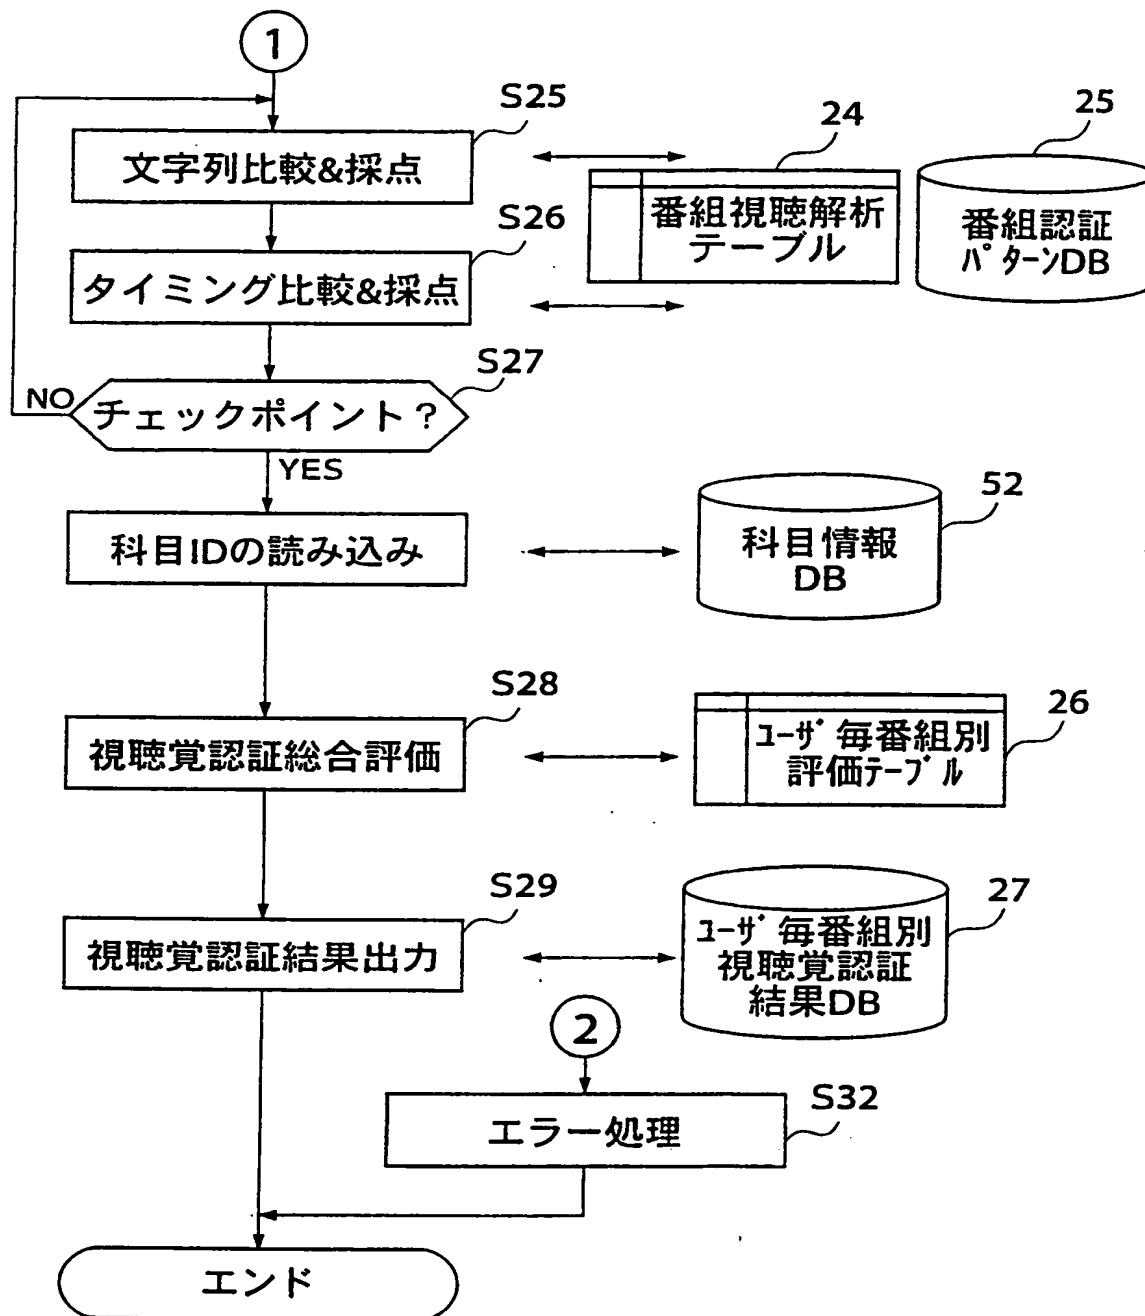 1
S25
文字列比較&採点
24
番組視聴解析
テーブル
25
番組認証
ﾊﾟﾀｰﾝDB
S26
タイミング比較&採点
S27
NO
チェックポイント?
YES
52
科目IDの読み込み
科目情報
DB
S28
視聴覚認証総合評価
26
ﾕｰｻﾞ毎番組別
評価ﾃｰﾌﾞﾙ
S29
視聴覚認証結果出力
27
ﾕｰｻﾞ毎番組別
視聴覚認証
結果DB
2
S32
エラー処理
エンド